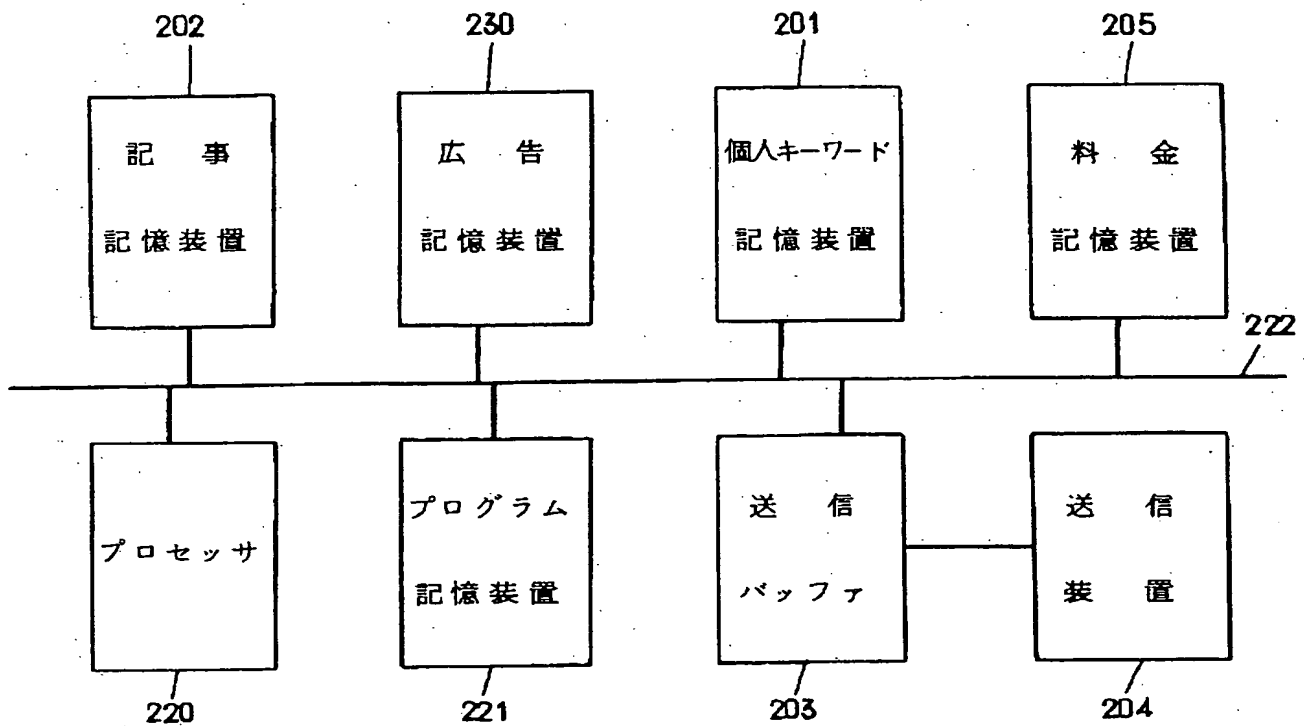 202
230
201
205
記事
記憶装置
広告
記憶装置
個人キーワード
記憶装置
料金
記憶装置
222
プロセッサ
プログラム
記憶装置
送信
バッファ
送信
装置
220
221
203
204